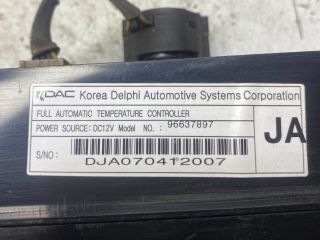 KDAC Korea Delphi Automotive Systems Corporation
FULL AUTOMATIC TEMPERATURE CONTROLLER
POWER SOURCE: DC12V Model NO. : 96637897
JA
S/NO :
DJA070412007